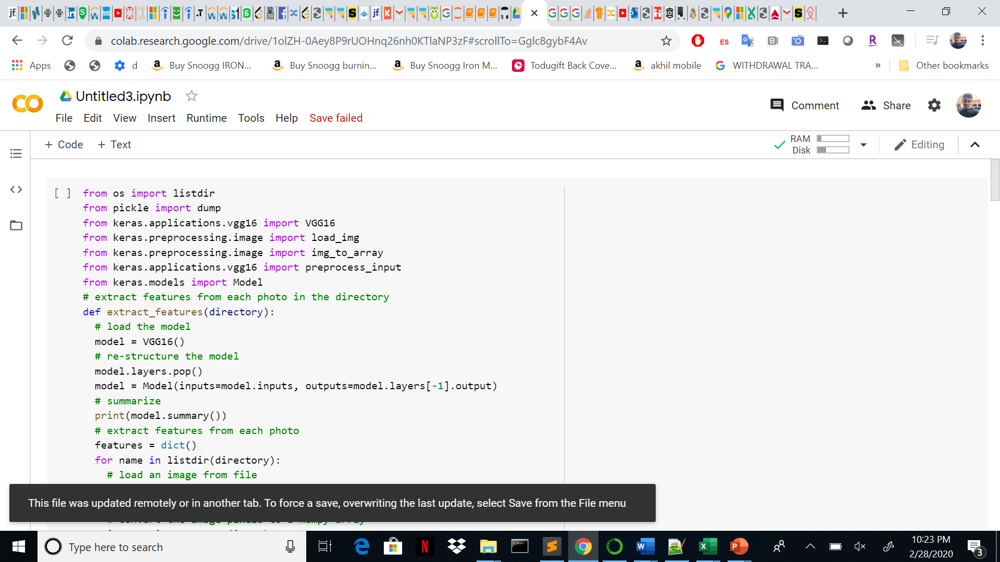 colab.research.google.com/drive/1olZH-0Aey8P9rUOHnq26nh0KTlaNP3zF#scrollTo=Gglc8gybF4Av
ES
Apps
d
Buy Snoogg IRON...
Buy Snoogg burnin...
Buy Snoogg Iron M...
Todugift Back Cove...
akhil mobile
WITHDRAWAL TRA...
»
Other bookmarks
Untitled3.ipynb
Comment
Share
File Edit View Insert Runtime Tools Help Save failed
+ Code + Text
RAM
Disk
Editing
[ ] from os import listdir
from pickle import dump
from keras.applications.vgg16 import VGG16
from keras.preprocessing.image import load_img
from keras.preprocessing.image import img_to_array
from keras.applications.vgg16 import preprocess_input
from keras.models import Model
# extract features from each photo in the directory
def extract_features(directory):
# load the model
model = VGG16()
# re-structure the model
model.layers.pop()
model = Model(inputs=model.inputs, outputs=model.layers[-1].output)
# summarize
print(model.summary())
# extract features from each photo
features = dict()
for name in listdir(directory):
# load an image from file
This file was updated remotely or in another tab. To force a save, overwriting the last update, select Save from the File menu
Type here to search
10:23 PM
2/28/2020
3